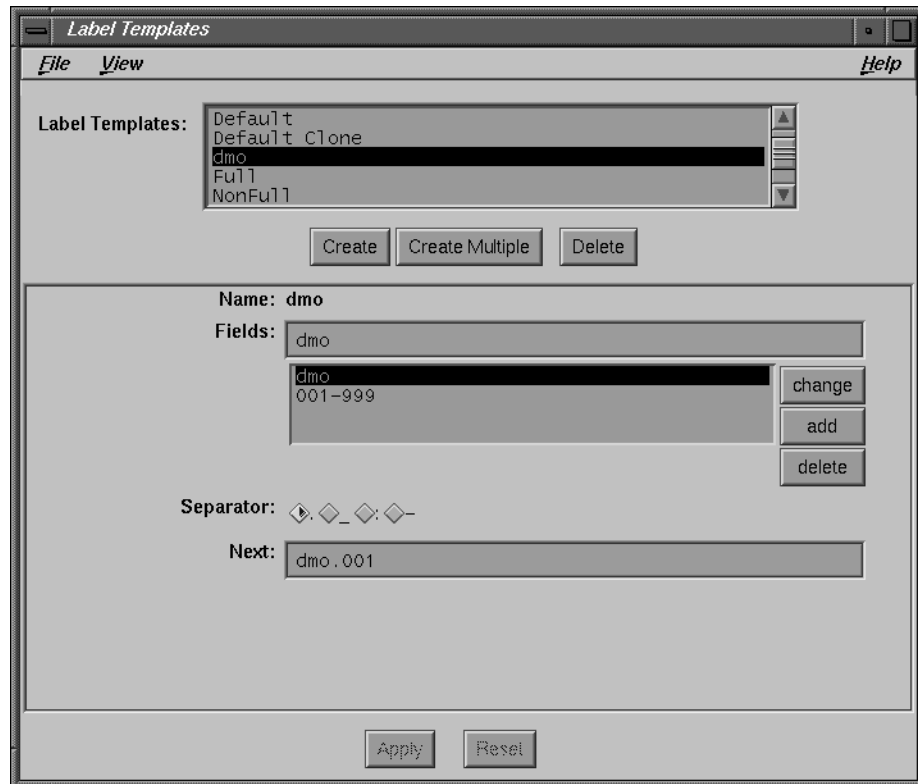 Label Templates
File View Help
Label Templates:
Default
Default Clone
dmo
Full
NonFull
Create Create Multiple Delete
Name: dmo
Fields: dmo
dmo
001-999
change
add
delete
Separator: . _ : -
Next: dmo.001
Apply Reset